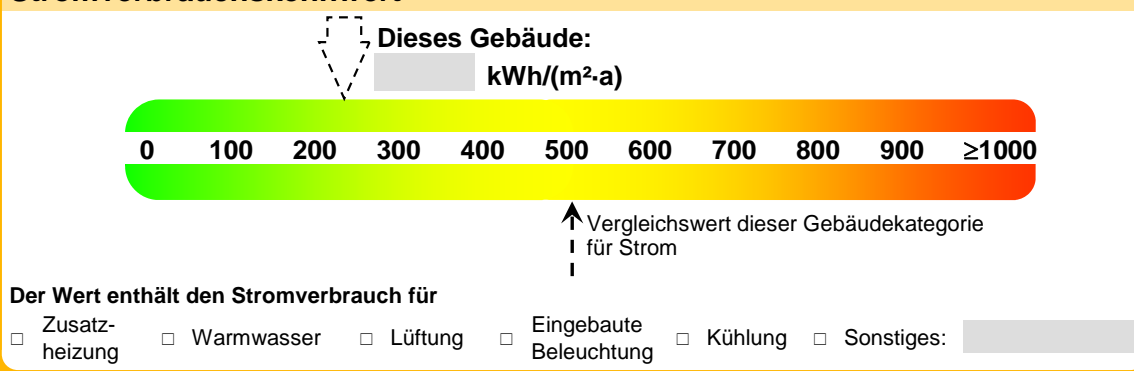 Stromverbrauchskennwert
Dieses Gebäude:
kWh/(m²·a)
0 100 200 300 400 500 600 700 800 900 ≥1000
Vergleichswert dieser Gebäudekategorie
für Strom
Der Wert enthält den Stromverbrauch für
□ Zusatz-
heizung
□ Warmwasser
□ Lüftung
□ Eingebaute
Beleuchtung
□ Kühlung
□ Sonstiges: